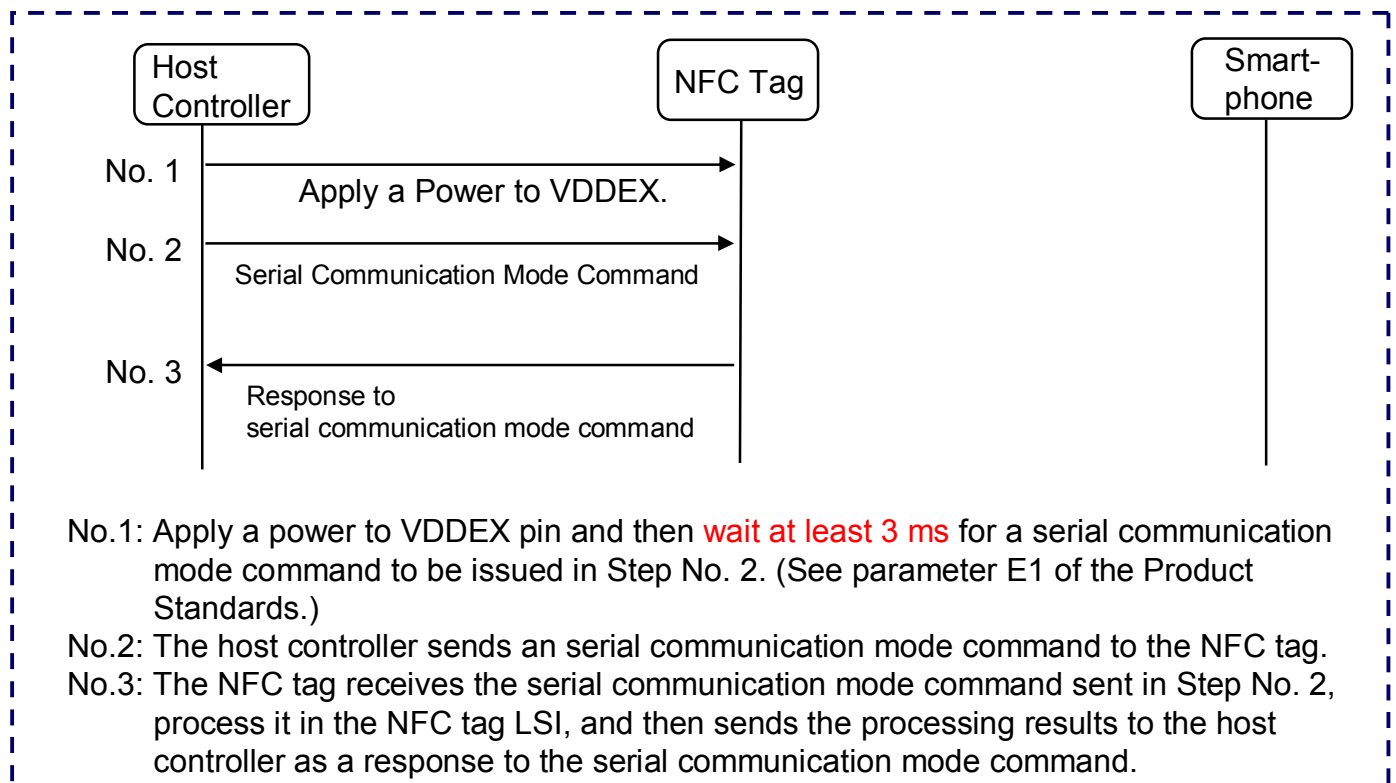 Host
Controller
NFC Tag
Smart-
phone
No. 1
Apply a Power to VDDEX.
No. 2
Serial Communication Mode Command
No. 3
Response to
serial communication mode command
No.1: Apply a power to VDDEX pin and then wait at least 3 ms for a serial communication
mode command to be issued in Step No. 2. (See parameter E1 of the Product
Standards.)
No.2: The host controller sends an serial communication mode command to the NFC tag.
No.3: The NFC tag receives the serial communication mode command sent in Step No. 2,
process it in the NFC tag LSI, and then sends the processing results to the host
controller as a response to the serial communication mode command.